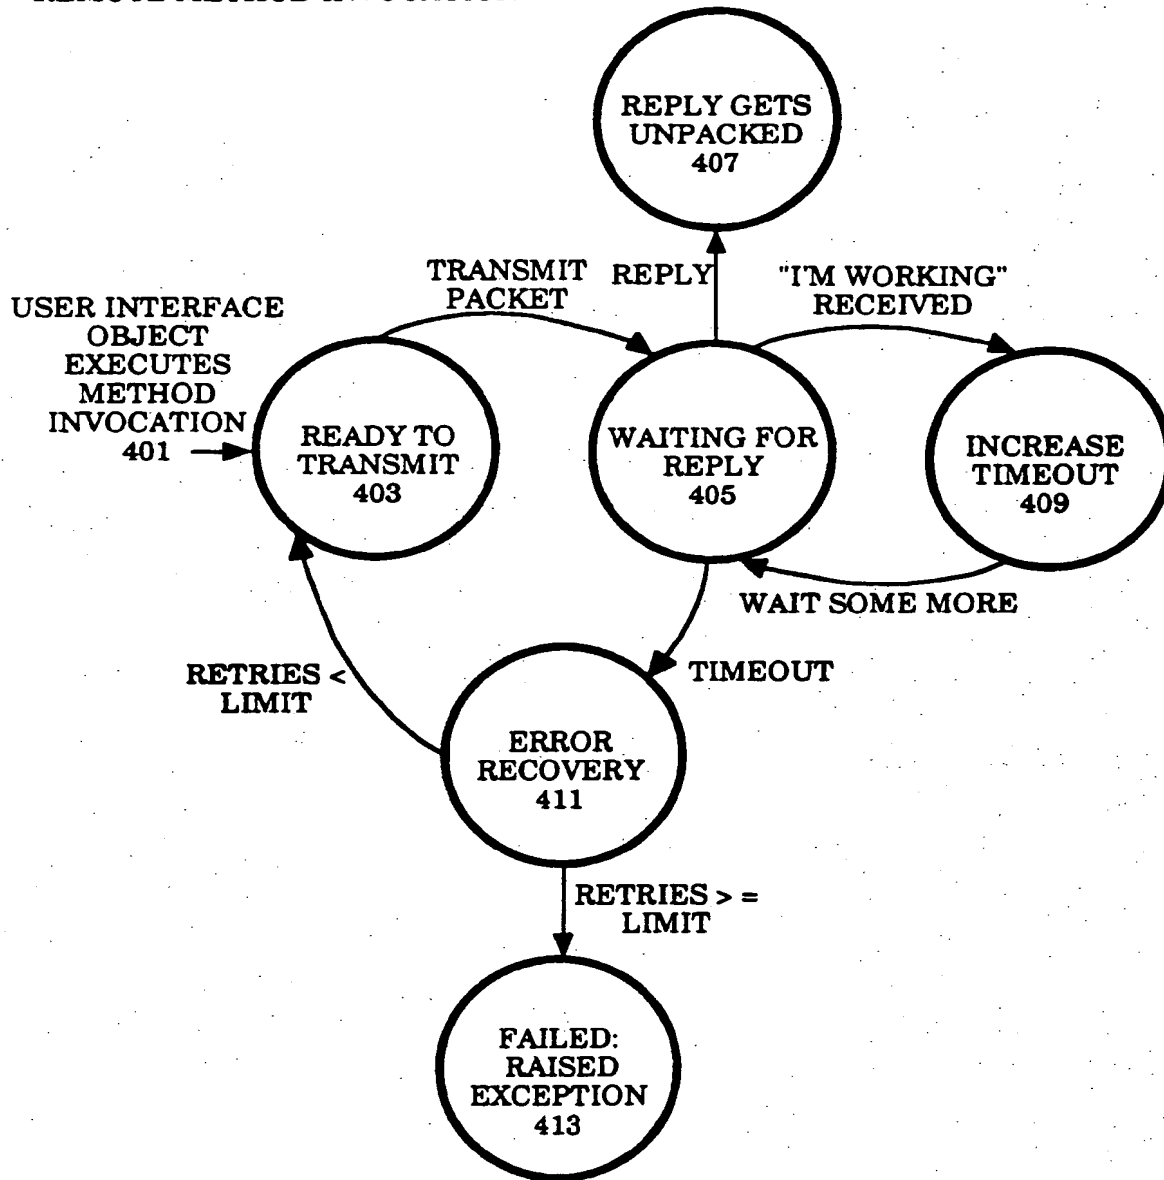 REPLY GETS
UNPACKED
407
TRANSMIT
PACKET
REPLY
"I'M WORKING"
RECEIVED
USER INTERFACE
OBJECT
EXECUTES
METHOD
INVOCATION
401
READY TO
TRANSMIT
403
WAITING FOR
REPLY
405
INCREASE
TIMEOUT
409
WAIT SOME MORE
TIMEOUT
RETRIES <
LIMIT
ERROR
RECOVERY
411
RETRIES > =
LIMIT
FAILED:
RAISED
EXCEPTION
413